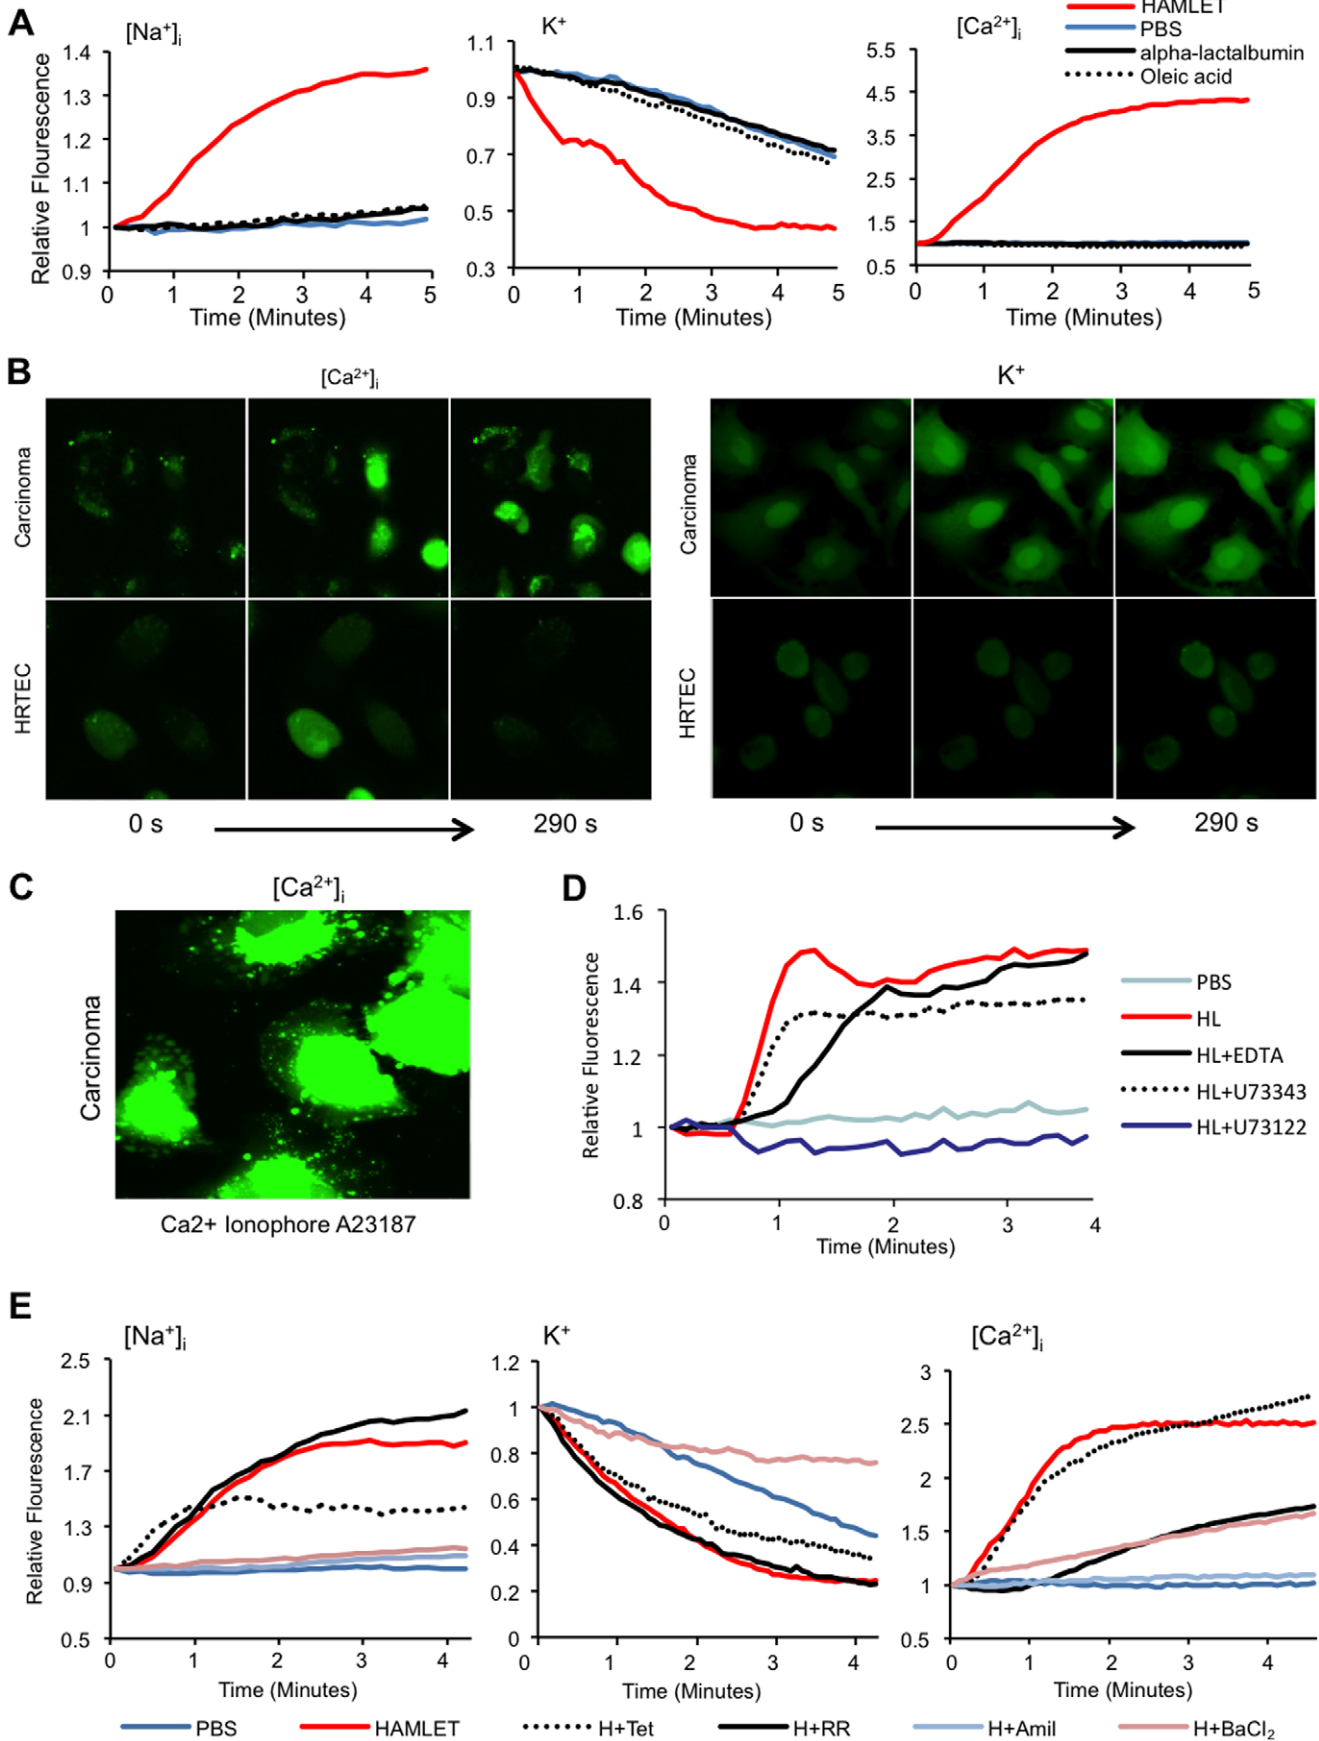 A
[Na+]i
K+
[Ca2+]i
HAMLET
PBS
alpha-lactalbumin
Oleic acid
Relative Flourescence
1.4
1.3
1.2
1.1
1
0.9
0 1 2 3 4 5
Time (Minutes)
1.1
0.9
0.7
0.5
0.3
0 1 2 3 4 5
Time (Minutes)
5.5
4.5
3.5
2.5
1.5
0.5
0 1 2 3 4 5
Time (Minutes)
B
[Ca2+]i
K+
Carcinoma
HRTEC
0 s
290 s
Carcinoma
HRTEC
0 s
290 s
C
[Ca2+]i
Carcinoma
Ca2+ Ionophore A23187
D
Relative Fluorescence
1.6
1.4
1.2
1
0.8
0 1 2 3 4
Time (Minutes)
PBS
HL
HL+EDTA
HL+U73343
HL+U73122
E
[Na+]i
K+
[Ca2+]i
Relative Flourescence
2.5
2.1
1.7
1.3
0.9
0.5
0 1 2 3 4
Time (Minutes)
1.2
1
0.8
0.6
0.4
0.2
0
0 1 2 3 4
Time (Minutes)
3
2.5
2
1.5
1
0.5
0 1 2 3 4
Time (Minutes)
PBS
HAMLET
H+Tet
H+RR
H+Amil
H+BaCl2